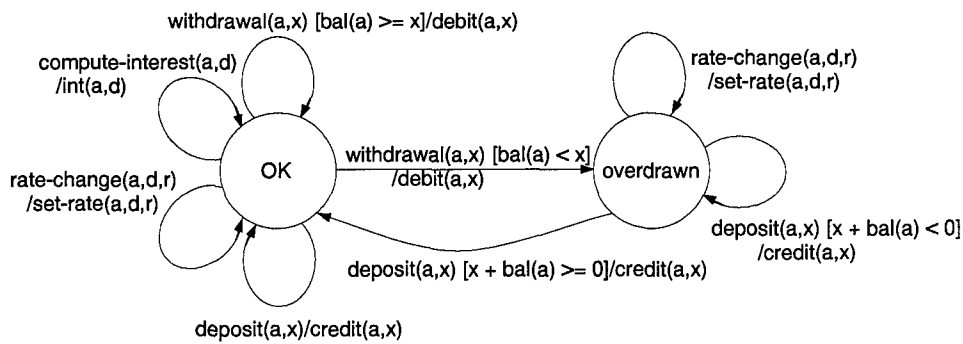 withdrawal(a,x) [bal(a) >= x]/debit(a,x)
compute-interest(a,d)
/int(a,d)
rate-change(a,d,r)
/set-rate(a,d,r)
OK
withdrawal(a,x) [bal(a) < x]
/debit(a,x)
overdrawn
rate-change(a,d,r)
/set-rate(a,d,r)
deposit(a,x) [x + bal(a) < 0]
/credit(a,x)
deposit(a,x) [x + bal(a) >= 0]/credit(a,x)
deposit(a,x)/credit(a,x)